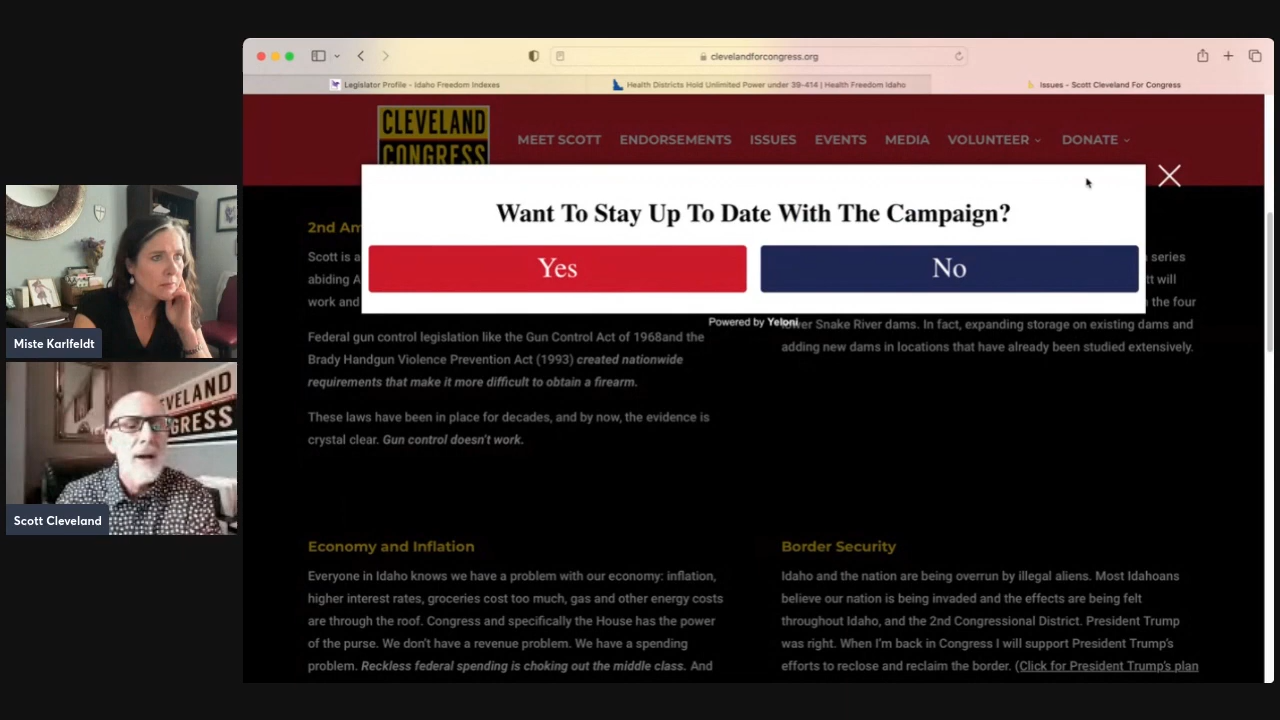 clevelandforcongress.org
Legislator Profile - Idaho Freedom Indexes
Health Districts Hold Unlimited Power under 39-414 | Health Freedom Idaho
Issues - Scott Cleveland For Congress
CLEVELAND
CONGRESS
MEET SCOTT
ENDORSEMENTS
ISSUES
EVENTS
MEDIA
VOLUNTEER
DONATE
Want To Stay Up To Date With The Campaign?
Yes
No
Powered by Yeloni
2nd Am
Scott is a
abiding A
work and
Federal gun control legislation like the Gun Control Act of 1968and the
Brady Handgun Violence Prevention Act (1993) created nationwide
requirements that make it more difficult to obtain a firearm.
These laws have been in place for decades, and by now, the evidence is
crystal clear. Gun control doesn't work.
series
tt will
the four
lower Snake River dams. In fact, expanding storage on existing dams and
adding new dams in locations that have already been studied extensively.
Economy and Inflation
Everyone in Idaho knows we have a problem with our economy: inflation,
higher interest rates, groceries cost too much, gas and other energy costs
are through the roof. Congress and specifically the House has the power
of the purse. We don't have a revenue problem. We have a spending
problem. Reckless federal spending is choking out the middle class. And
Border Security
Idaho and the nation are being overrun by illegal aliens. Most Idahoans
believe our nation is being invaded and the effects are being felt
throughout Idaho, and the 2nd Congressional District. President Trump
was right. When I'm back in Congress I will support President Trump's
efforts to reclose and reclaim the border. (Click for President Trump's plan
Miste Karlfeldt
CLEVELAND
GRESS
Scott Cleveland